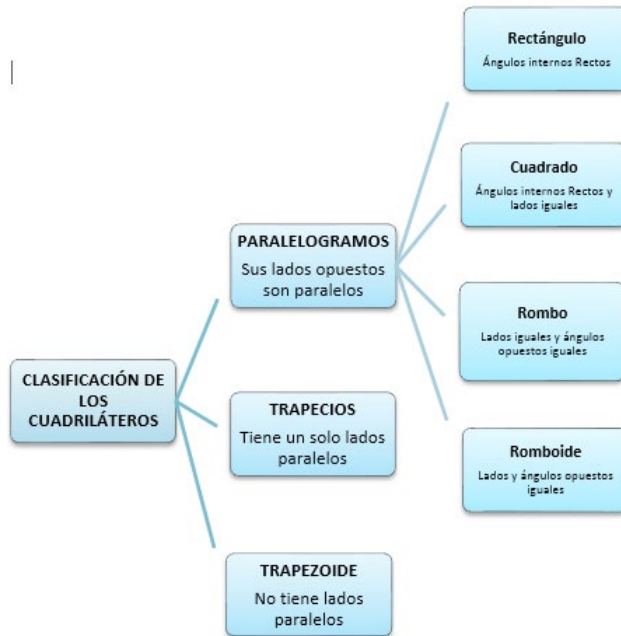 CLASIFICACIÓN DE
LOS
CUADRILÁTEROS
PARALELOGRAMOS
Sus lados opuestos
son paralelos
TRAPECIOS
Tiene un solo lados
paralelos
TRAPEZOIDE
No tiene lados
paralelos
Rectángulo
Ángulos internos Rectos
Cuadrado
Ángulos internos Rectos y
lados iguales
Rombo
Lados iguales y ángulos
opuestos iguales
Romboide
Lados y ángulos opuestos
iguales